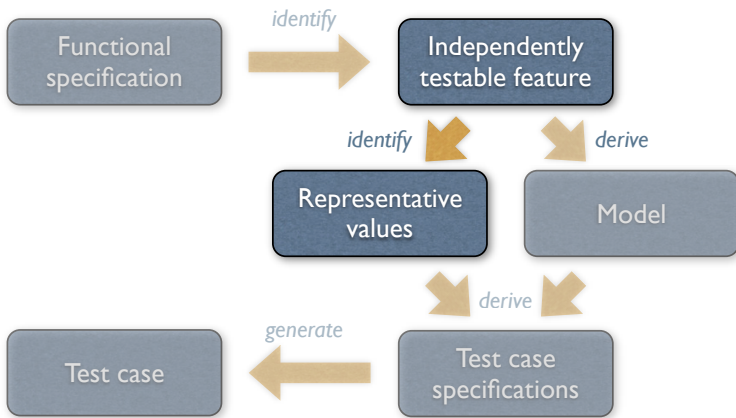 identify
Functional
specification
Independently
testable feature
identify
derive
Representative
values
Model
derive
generate
Test case
Test case
specifications